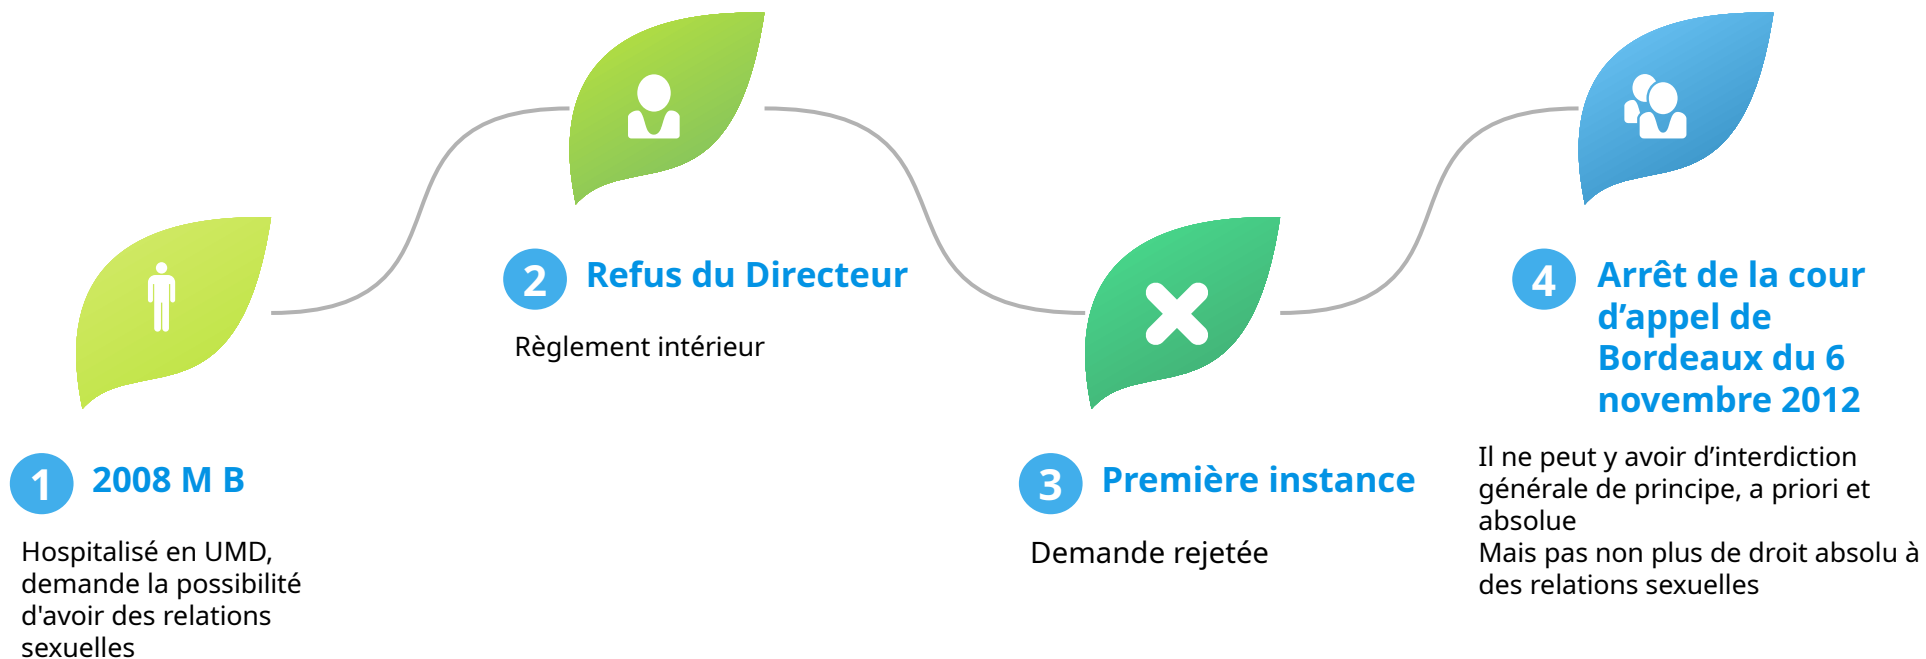 1
2008 M B
Hospitalisé en UMD,
demande la possibilité
d'avoir des relations
sexuelles
2
Refus du Directeur
Règlement intérieur
3
Première instance
Demande rejetée
4
Arrêt de la cour
d’appel de
Bordeaux du 6
novembre 2012
Il ne peut y avoir d’interdiction
générale de principe, a priori et
absolue
Mais pas non plus de droit absolu à
des relations sexuelles